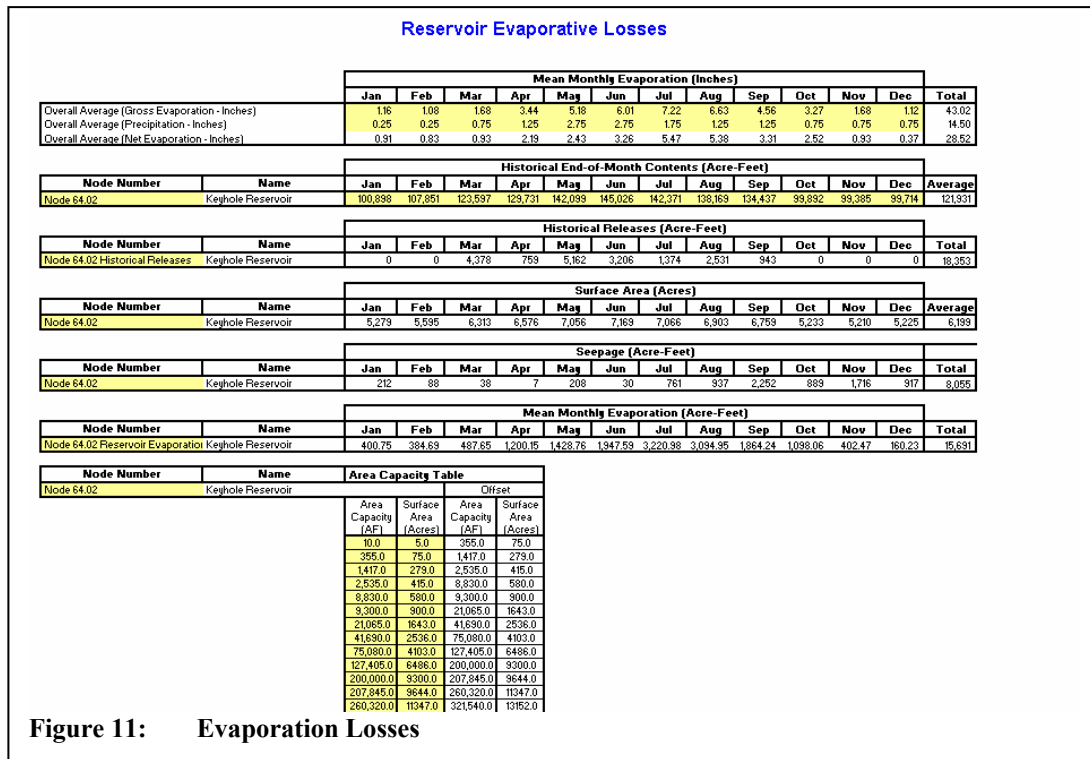 Reservoir Evaporative Losses
Mean Monthly Evaporation (Inches)
Jan Feb Mar Apr May Jun Jul Aug Sep Oct Nov Dec Total
Overall Average (Gross Evaporation - Inches) 1.16 1.08 1.68 3.44 5.18 6.01 7.22 6.63 4.56 3.27 1.68 1.12 43.02
Overall Average (Precipitation - Inches) 0.25 0.25 0.75 1.25 2.75 2.75 1.75 1.25 1.25 0.75 0.75 0.75 14.50
Overall Average (Net Evaporation - Inches) 0.91 0.83 0.93 2.19 2.43 3.26 5.47 5.38 3.31 2.52 0.93 0.37 28.52
Historical End-of-Month Contents (Acre-Feet)
Node Number Name Jan Feb Mar Apr May Jun Jul Aug Sep Oct Nov Dec Average
Node 64.02 Keyhole Reservoir 100,898 107,851 123,597 129,731 142,099 145,026 142,371 138,169 134,437 99,892 99,385 99,714 121,931
Historical Releases (Acre-Feet)
Node Number Name Jan Feb Mar Apr May Jun Jul Aug Sep Oct Nov Dec Total
Node 64.02 Historical Releases Keyhole Reservoir 0 0 4,378 759 5,162 3,206 1,374 2,531 943 0 0 0 18,353
Surface Area (Acres)
Node Number Name Jan Feb Mar Apr May Jun Jul Aug Sep Oct Nov Dec Average
Node 64.02 Keyhole Reservoir 5,279 5,595 6,313 6,576 7,056 7,169 7,066 6,903 6,759 5,233 5,210 5,225 6,199
Seepage (Acre-Feet)
Node Number Name Jan Feb Mar Apr May Jun Jul Aug Sep Oct Nov Dec Total
Node 64.02 Keyhole Reservoir 212 88 38 7 208 30 761 937 2,252 889 1,716 917 8,055
Mean Monthly Evaporation (Acre-Feet)
Node Number Name Jan Feb Mar Apr May Jun Jul Aug Sep Oct Nov Dec Total
Node 64.02 Reservoir Evaporation Keyhole Reservoir 400.75 384.69 487.65 1,200.15 1,428.76 1,947.59 3,220.98 3,094.95 1,864.24 1,098.06 402.47 160.23 15,691
Node Number Name Area Capacity Table
Node 64.02 Keyhole Reservoir Offset
Area Surface Area Surface
Capacity Area Capacity Area
(AF) (Acres) (AF) (Acres)
10.0 5.0 355.0 75.0
355.0 75.0 1,417.0 279.0
1,417.0 279.0 2,535.0 415.0
2,535.0 415.0 8,830.0 580.0
8,830.0 580.0 9,300.0 900.0
9,300.0 900.0 21,065.0 1643.0
21,065.0 1643.0 41,690.0 2536.0
41,690.0 2536.0 75,080.0 4103.0
75,080.0 4103.0 127,405.0 6486.0
127,405.0 6486.0 200,000.0 9300.0
200,000.0 9300.0 207,845.0 9644.0
207,845.0 9644.0 260,320.0 11347.0
260,320.0 11347.0 321,540.0 13152.0
Figure 11: Evaporation Losses